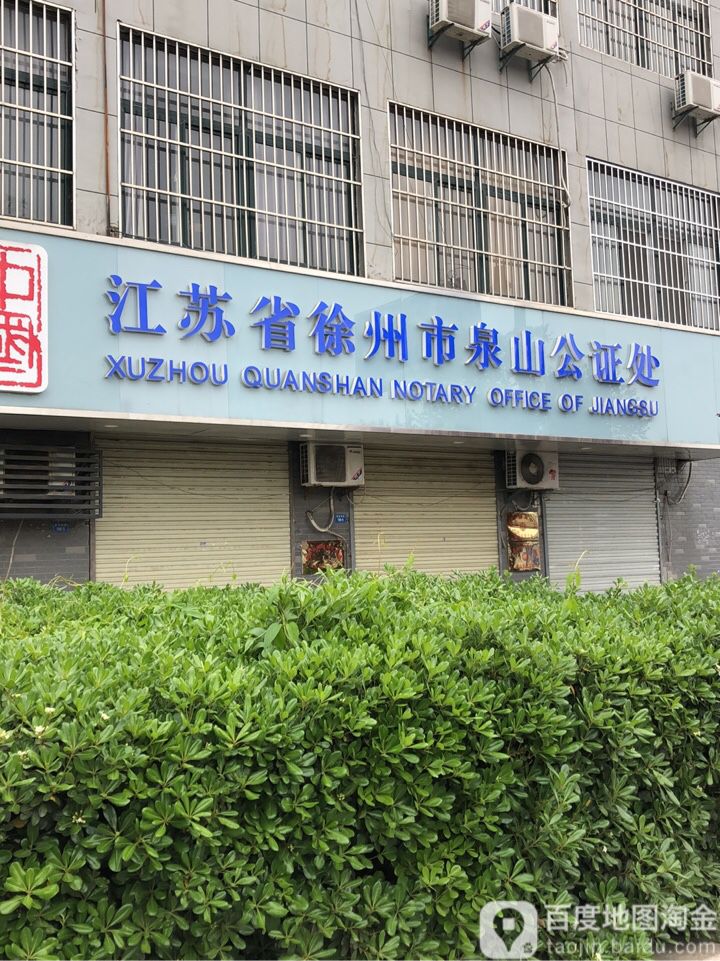 江苏省徐州市泉山公证处
XUZHOU QUANSHAN NOTARY OFFICE OF JIANGSU
百度地图淘金
taojin.baidu.com